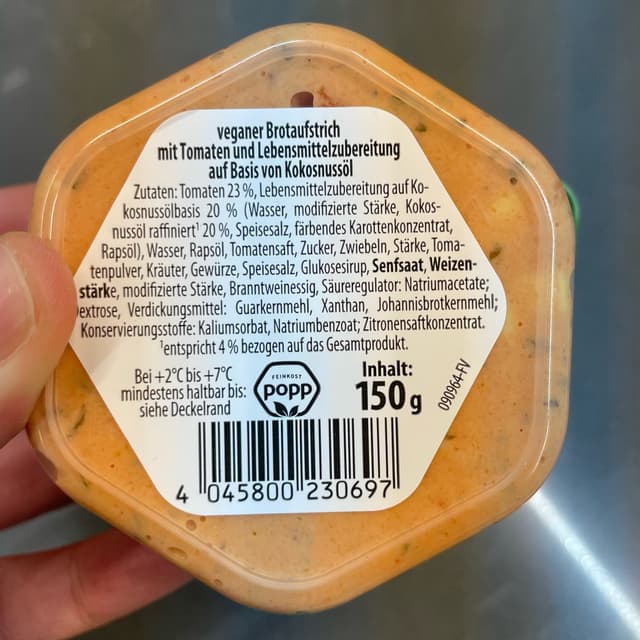 veganer Brotaufstrich
mit Tomaten und Lebensmittelzubereitung
auf Basis von Kokosnussöl
Zutaten: Tomaten 23 %, Lebensmittelzubereitung auf Ko-
kosnussölbasis 20 % (Wasser, modifizierte Stärke, Kokos-
nussöl raffiniert¹ 20 %, Speisesalz, färbendes Karottenkonzentrat,
Rapsöl), Wasser, Rapsöl, Tomatensaft, Zucker, Zwiebeln, Stärke, Toma-
tenpulver, Kräuter, Gewürze, Speisesalz, Glukosesirup, Senfsaat, Weizen-
stärke, modifizierte Stärke, Branntweinessig, Säureregulator: Natriumacetate;
extrose, Verdickungsmittel: Guarkernmehl, Xanthan, Johannisbrotkernmehl;
Konservierungsstoffe: Kaliumsorbat, Natriumbenzoat; Zitronensaftkonzentrat.
¹entspricht 4 % bezogen auf das Gesamtprodukt.
Bei +2°C bis +7°C
mindestens haltbar bis:
siehe Deckelrand
FEINKOST
popp
Inhalt:
150 g
090964-FV
4 045800 230697